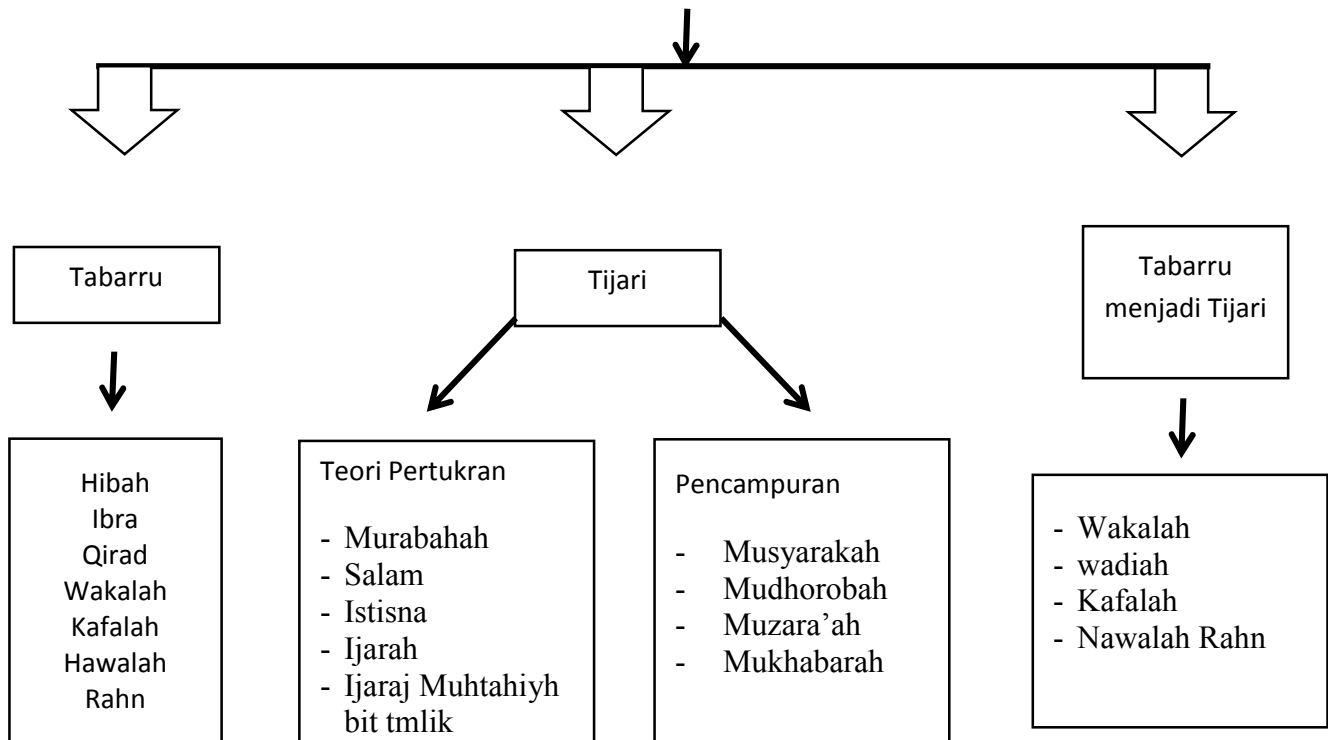 Tabarru
Tijari
Tabarru
menjadi Tijari
Hibah
Ibra
Qirad
Wakalah
Kafalah
Hawalah
Rahn
Teori Pertukran
- Murabahah
- Salam
- Istisna
- Ijarah
- Ijaraj Muhtahiyh
bit tmlik
Pencampuran
- Musyarakah
- Mudhorobah
- Muzara’ah
- Mukhabarah
- Wakalah
- wadiah
- Kafalah
- Nawalah Rahn